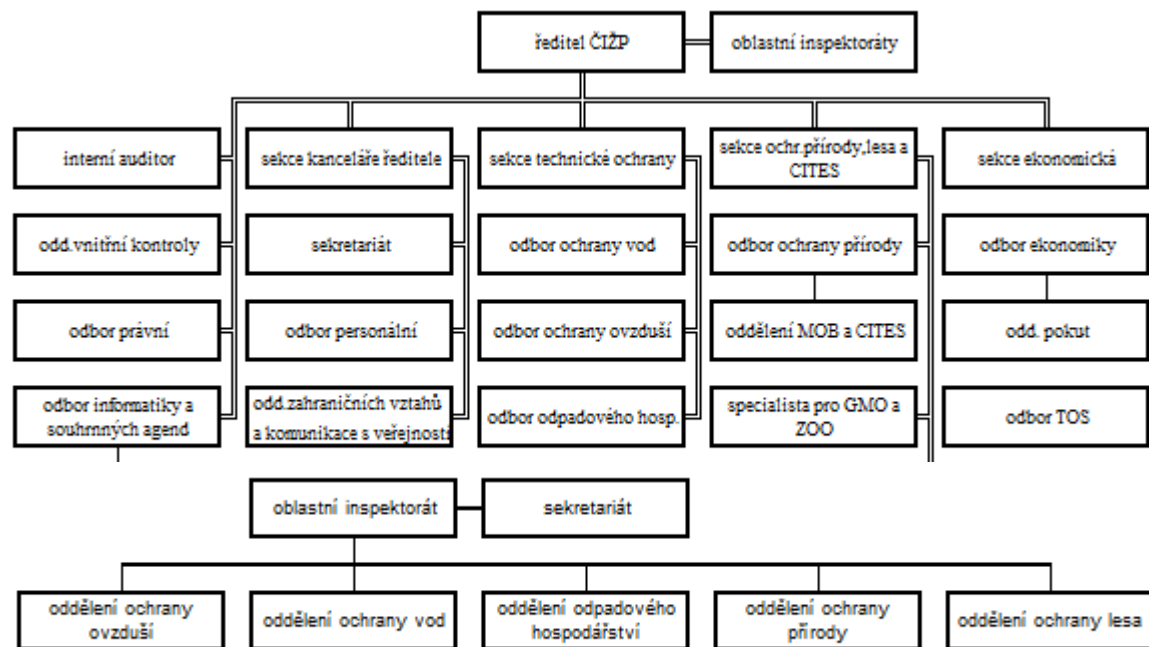 ředitel ČIŽP
oblastní inspektoráty
interní auditor
sekce kanceláře ředitele
sekce technické ochrany
sekce ochr.přírody,lesa a
CITES
sekce ekonomická
odd.vnitřní kontroly
sekretariát
odbor ochrany vod
odbor ochrany přírody
odbor ekonomiky
odbor právní
odbor personální
odbor ochrany ovzduší
oddělení MOB a CITES
odd. pokut
odbor informatiky a
souhrnných agend
odd.zahraničních vztahů
a komunikace s veřejností
odbor odpadového hosp.
specialista pro GMO a
ZOO
odbor TOS
oblastní inspektorát
sekretariát
oddělení ochrany
ovzduší
oddělení ochrany vod
oddělení odpadového
hospodářství
oddělení ochrany
přírody
oddělení ochrany lesa